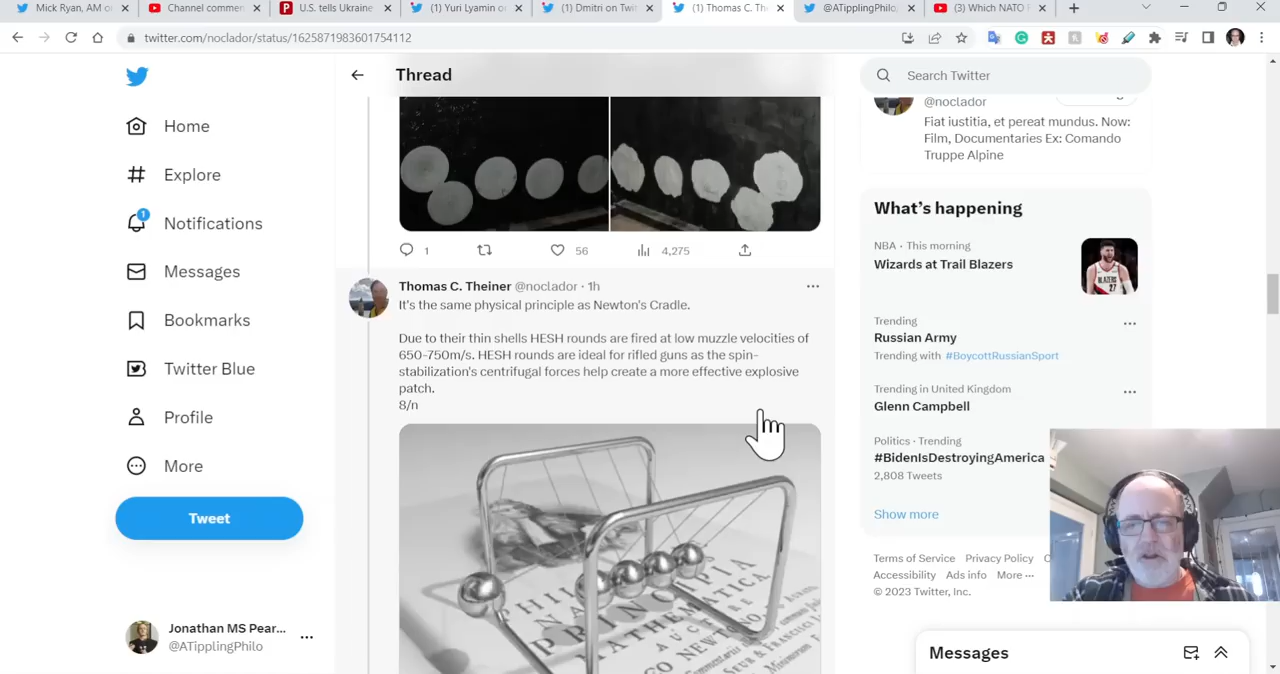 Mick Ryan, AM o
Channel commen
U.S. tells Ukraine
(1) Yuri Lyamin o
(1) Dmitri on Twi
(1) Thomas C. Th
@ATipplingPhilo
(3) Which NATO
twitter.com/noclador/status/1625871983601754112
Thread
Search Twitter
Home
Explore
1
Notifications
Messages
Bookmarks
Twitter Blue
Profile
More
Tweet
Jonathan MS Pear...
@ATipplingPhilo
1
56
4,275
Thomas C. Theiner @noclador · 1h
It's the same physical principle as Newton's Cradle.
Due to their thin shells HESH rounds are fired at low muzzle velocities of
650-750m/s. HESH rounds are ideal for rifled guns as the spin-
stabilization's centrifugal forces help create a more effective explosive
patch.
8/n
@noclador
Fiat iustitia, et pereat mundus. Now:
Film, Documentaries Ex: Comando
Truppe Alpine
What's happening
NBA · This morning
Wizards at Trail Blazers
Trending
Russian Army
Trending with #BoycottRussianSport
Trending in United Kingdom
Glenn Campbell
Politics · Trending
#BidenIsDestroyingAmerica
2,808 Tweets
Show more
Terms of Service Privacy Policy C
Accessibility Ads info More ···
© 2023 Twitter, Inc.
Messages